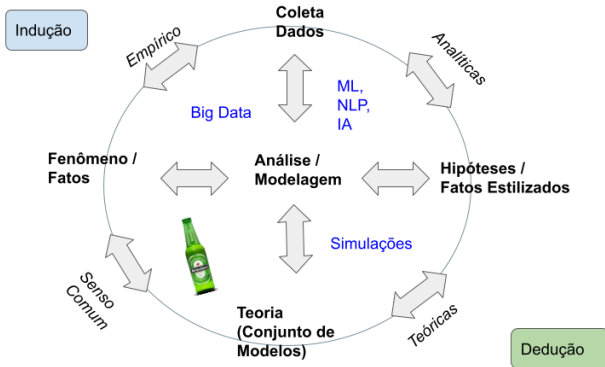 Indução
Empírico
Coleta
Dados
Analíticas
Big Data
ML,
NLP,
IA
Fenômeno /
Fatos
Análise /
Modelagem
Hipóteses /
Fatos Estilizados
Simulações
Senso
Comum
Teoria
(Conjunto de
Modelos)
Teóricas
Dedução